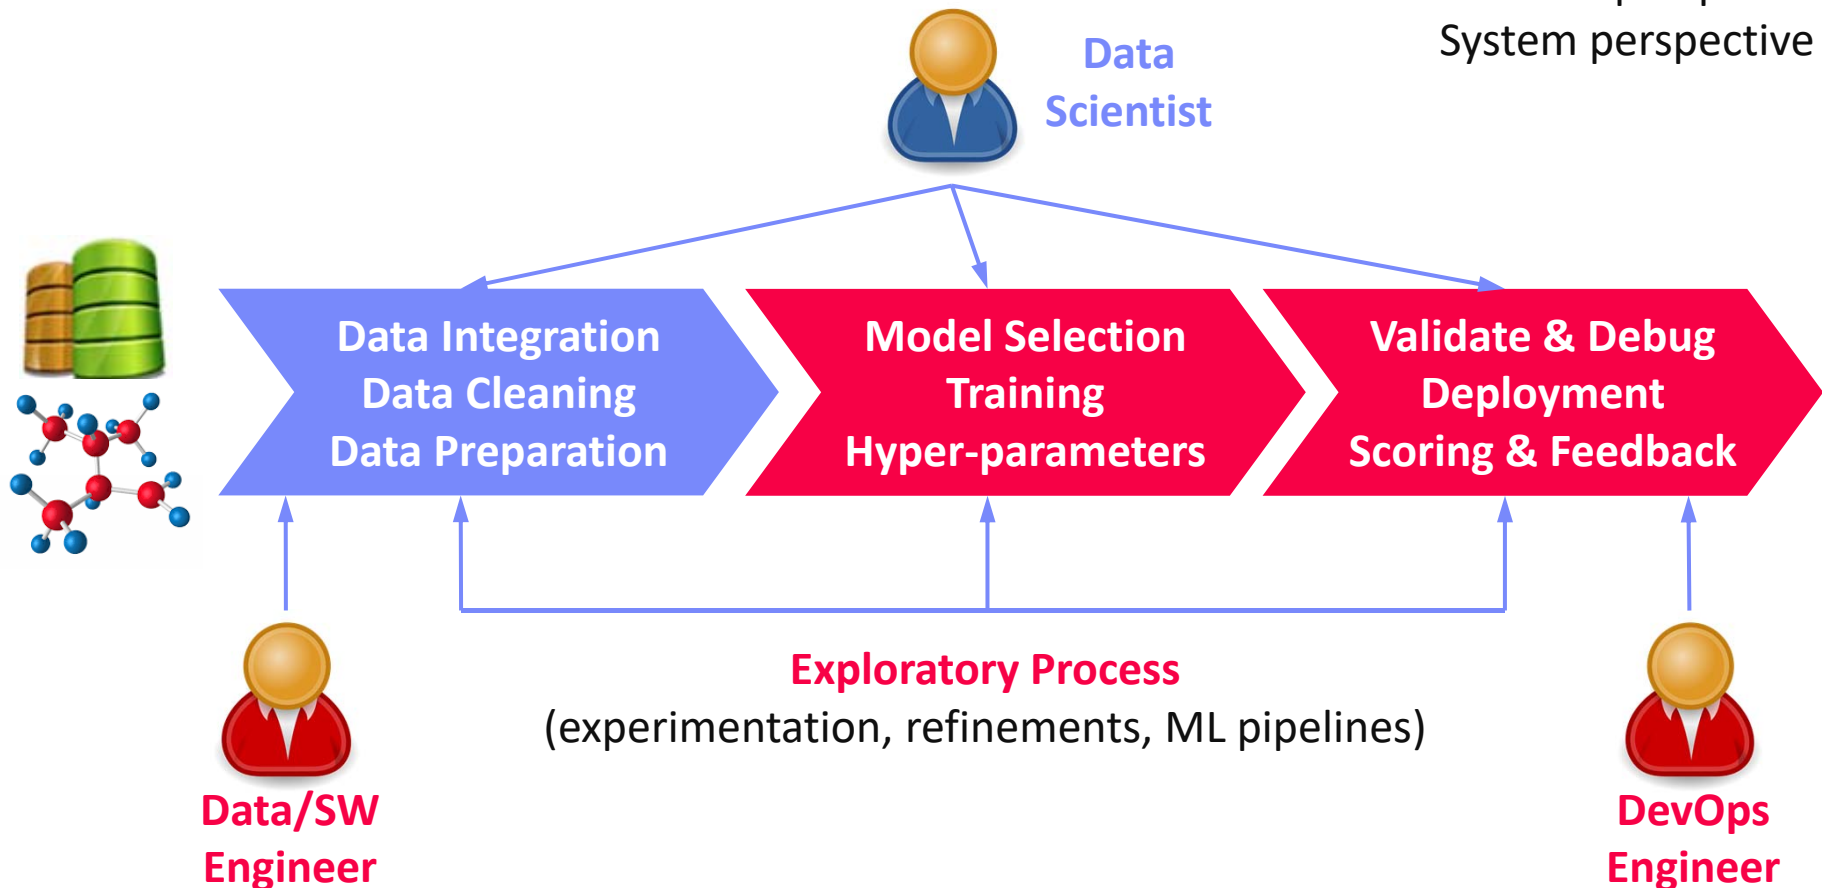 System perspective
Data
Scientist
Data Integration
Data Cleaning
Data Preparation
Model Selection
Training
Hyper-parameters
Validate & Debug
Deployment
Scoring & Feedback
Exploratory Process
(experimentation, refinements, ML pipelines)
Data/SW
Engineer
DevOps
Engineer